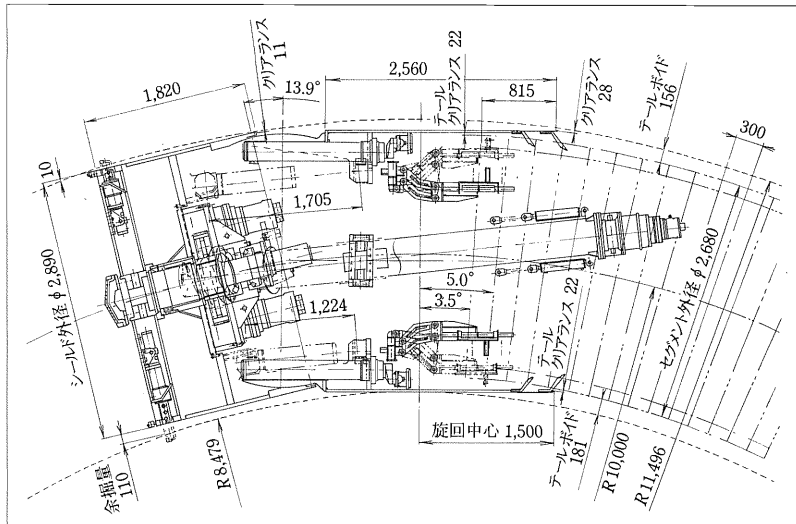 クリアランス
11
2,560
テール
クリアランス 22
クリアランス
28
テールボイド
156
1,820
13.9°
815
300
10
1,705
シールド外径 φ 2,890
5.0°
3.5°
1,224
テール
クリアランス 22
セグメント外径 φ 2,680
旋回中心 1,500
余掘量
110
R 8,479
テールボイド
181
R 10,000
R 11,496